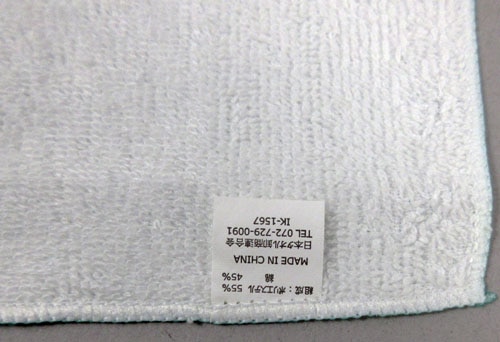 組成:ポリエステル 55%
綿 45%
MADE IN CHINA
日本タオル卸商連合会
TEL 072-729-0091
IK-1567